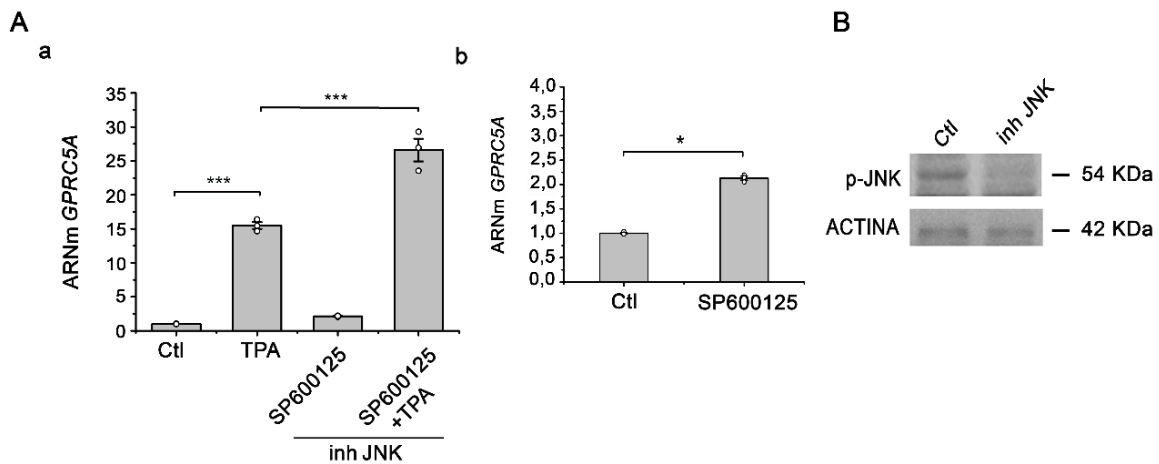 A
a
ARNm GPRC5A
35
30
25
20
15
10
5
0
***
***
Ctl
TPA
SP600125
SP600125
+TPA
inh JNK
b
ARNm GPRC5A
4,0
3,5
3,0
2,5
2,0
1,5
1,0
0,5
0,0
*
Ctl
SP600125
B
Ctl
inh JNK
p-JNK
54 KDa
ACTINA
42 KDa